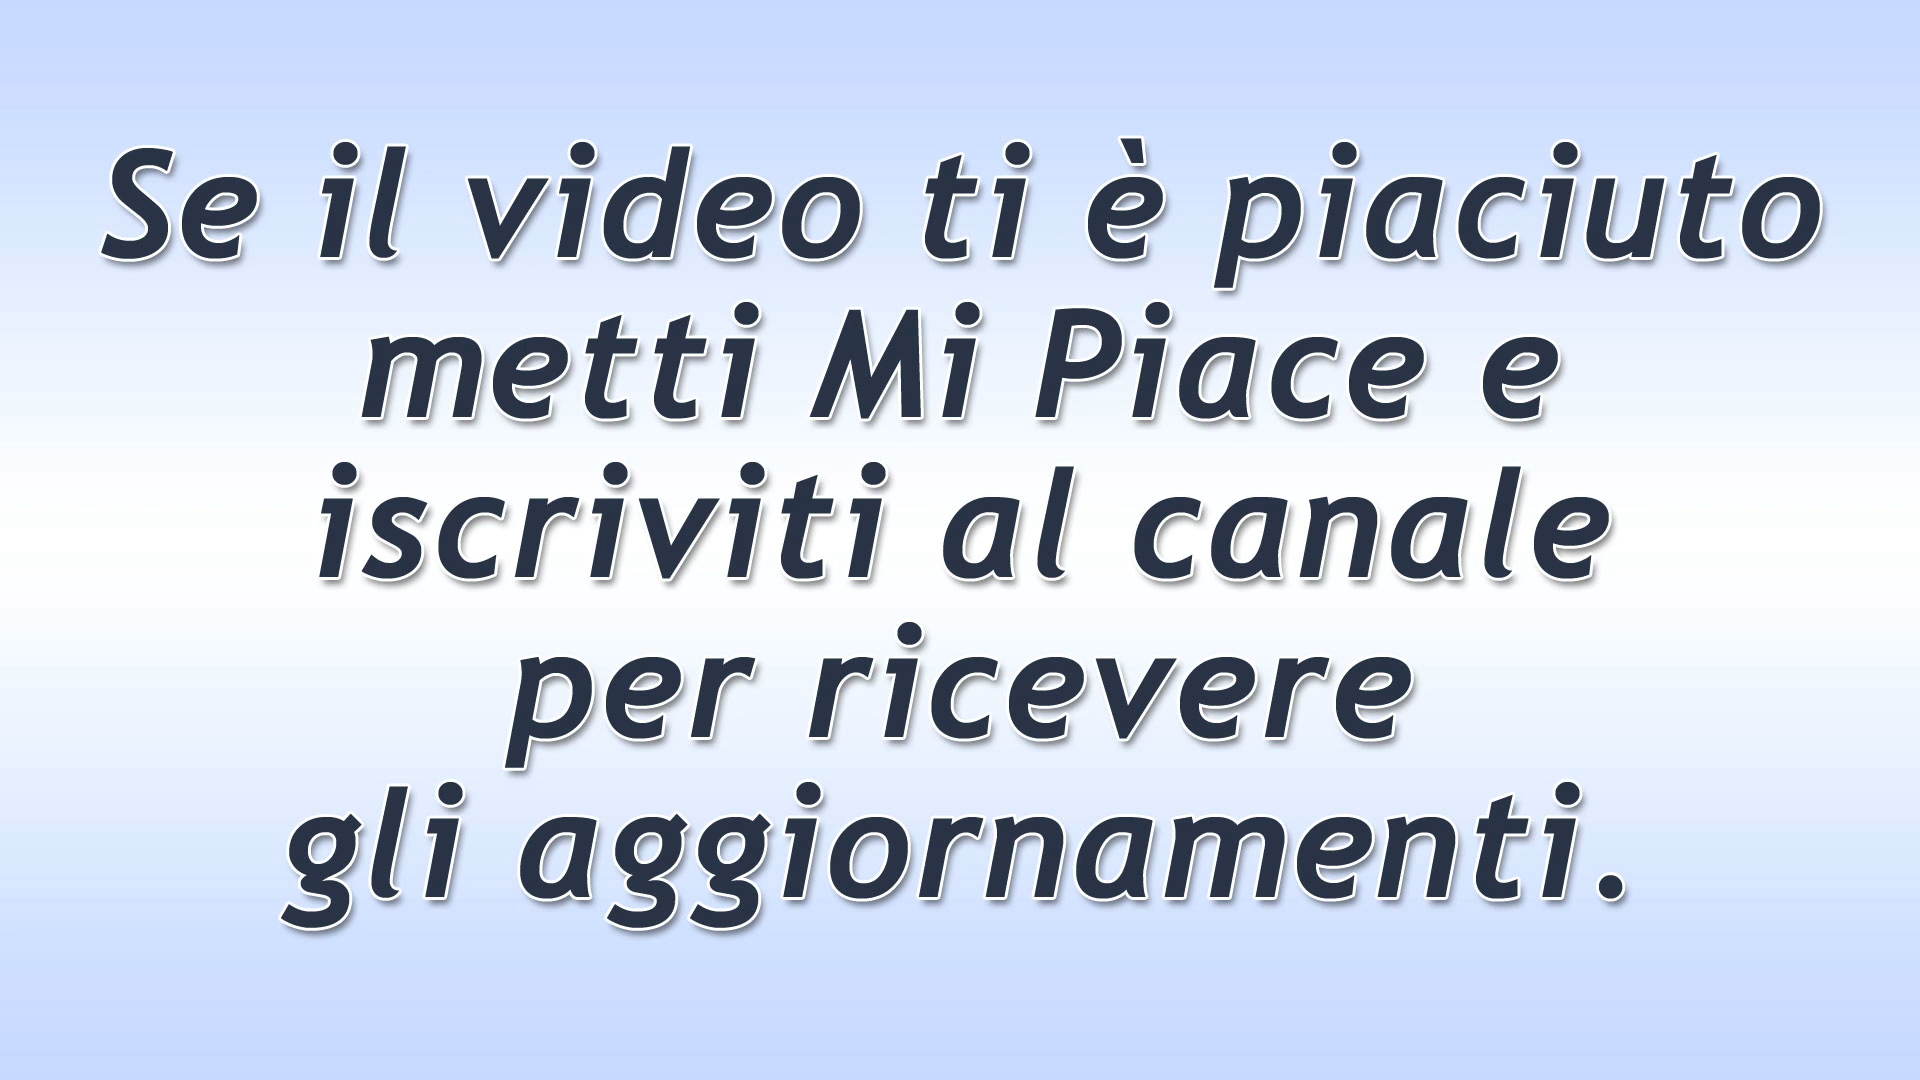 Se il video ti è piaciuto
metti Mi Piace e
iscriviti al canale
per ricevere
gli aggiornamenti.